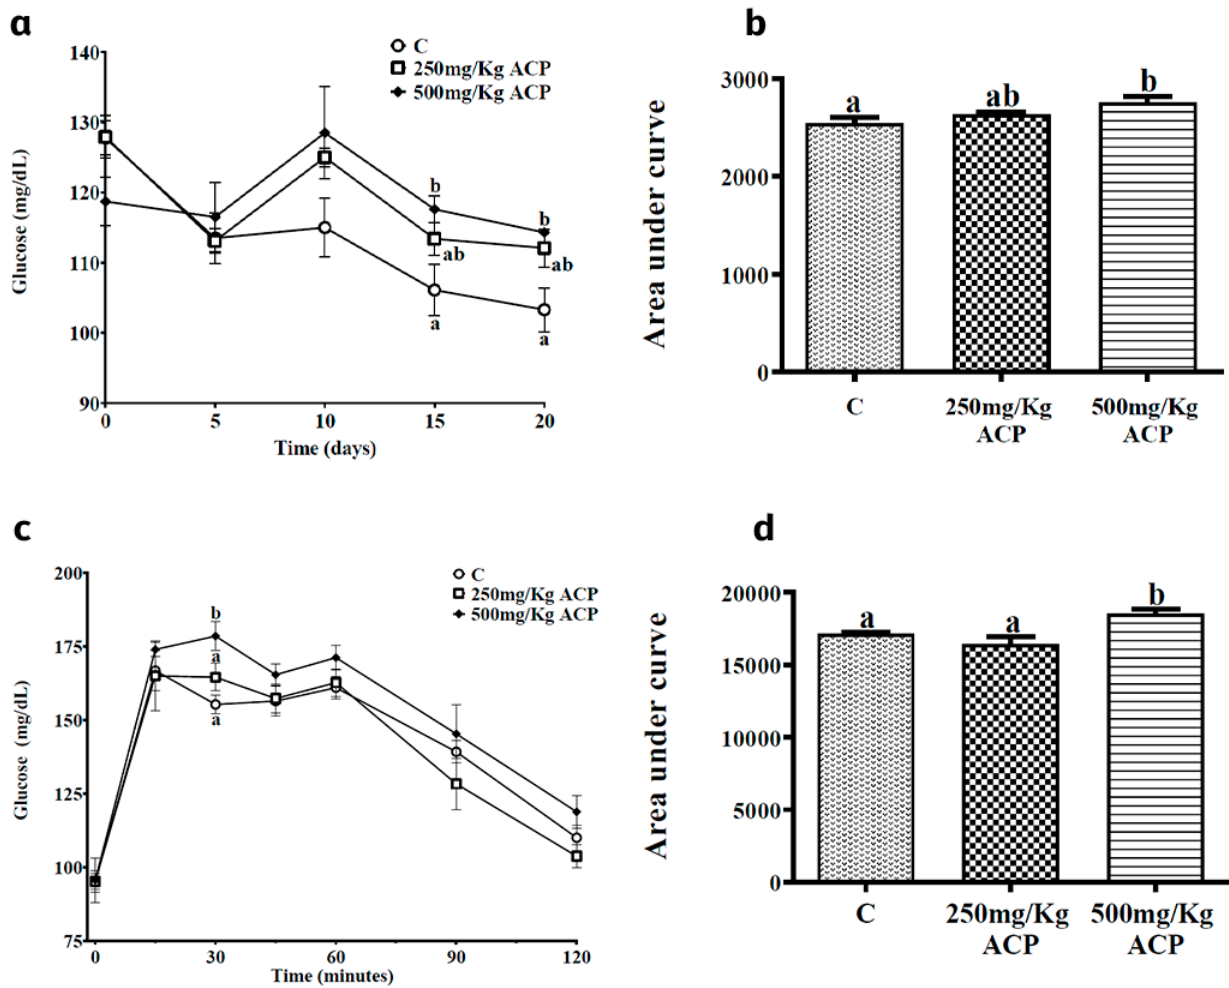 a
C
250mg/Kg ACP
500mg/Kg ACP
140
130
120
110
100
90
Glucose (mg/dL)
b
b
ab
ab
a
a
0
5
10
15
20
Time (days)
b
3000
2000
1000
0
Area under curve
a
ab
b
C
250mg/Kg
ACP
500mg/Kg
ACP
c
C
250mg/Kg ACP
500mg/Kg ACP
200
175
150
125
100
75
Glucose (mg/dL)
b
a
a
0
30
60
90
120
Time (minutes)
d
20000
15000
10000
5000
0
Area under curve
a
a
b
C
250mg/Kg
ACP
500mg/Kg
ACP